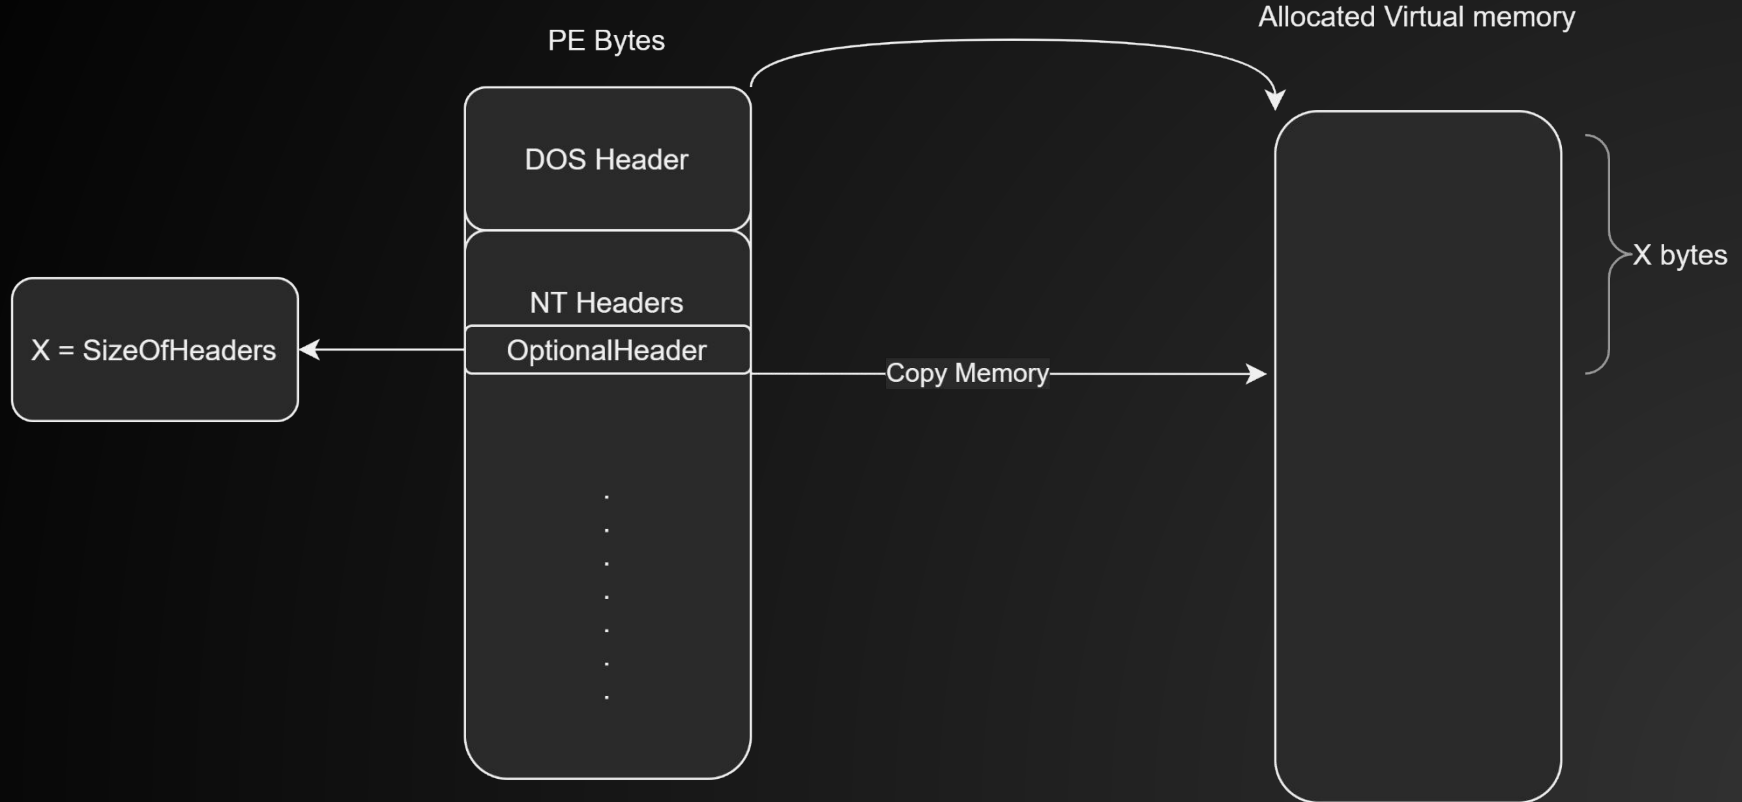 Allocated Virtual memory
PE Bytes
DOS Header
X bytes
NT Headers
X = SizeOfHeaders
OptionalHeader
Copy Memory
.
.
.
.
.
.
.